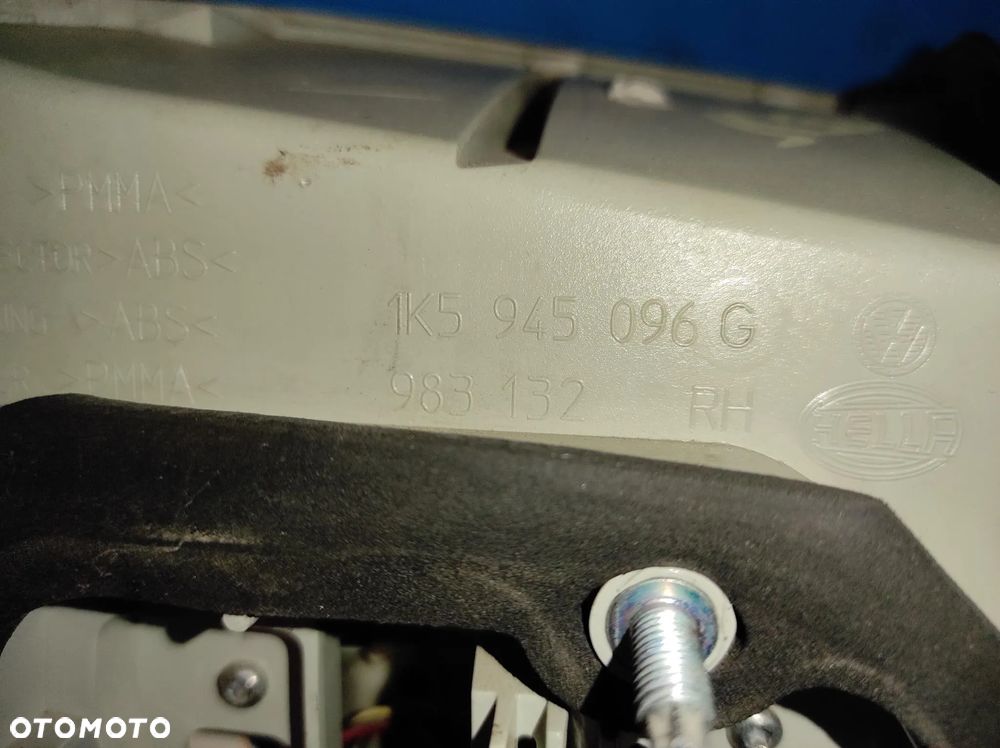 >PMMA<
>ABS<
>ABS<
>PMMA<
1K5 945 096 G
983 132 RH
HELLA
OTOMOTO